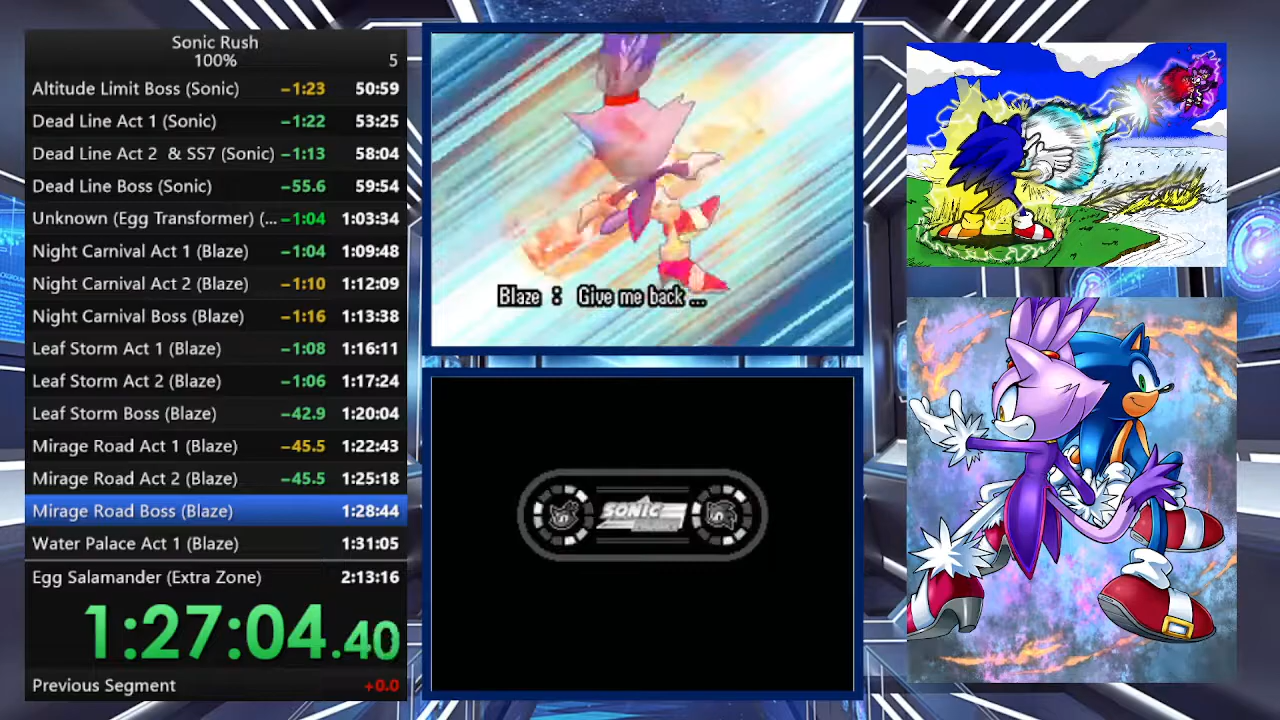 Sonic Rush
100%
5
Altitude Limit Boss (Sonic) −1:23 50:59
Dead Line Act 1 (Sonic) −1:22 53:25
Dead Line Act 2 & SS7 (Sonic) −1:13 58:04
Dead Line Boss (Sonic) −55.6 59:54
Unknown (Egg Transformer) (... −1:04 1:03:34
Night Carnival Act 1 (Blaze) −1:04 1:09:48
Night Carnival Act 2 (Blaze) −1:10 1:12:09
Night Carnival Boss (Blaze) −1:16 1:13:38
Leaf Storm Act 1 (Blaze) −1:08 1:16:11
Leaf Storm Act 2 (Blaze) −1:06 1:17:24
Leaf Storm Boss (Blaze) −42.9 1:20:04
Mirage Road Act 1 (Blaze) −45.5 1:22:43
Mirage Road Act 2 (Blaze) −45.5 1:25:18
Mirage Road Boss (Blaze) 1:28:44
Water Palace Act 1 (Blaze) 1:31:05
Egg Salamander (Extra Zone) 2:13:16
1:27:04.40
Previous Segment +0.0
Blaze : Give me back ...
SONIC